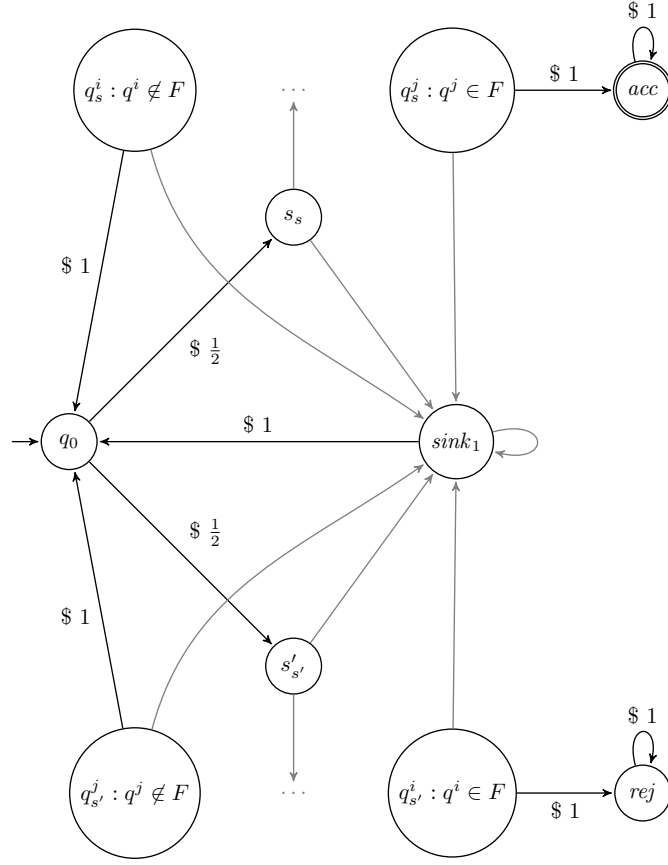 $ 1
q_s^i : q^i ∉ F
···
q_s^j : q^j ∈ F
$ 1
acc
s_s
$ 1
$ 1/2
$ 1
q_0
sink_1
$ 1/2
$ 1
s'_{s'}
$ 1
q_{s'}^j : q^j ∉ F
···
q_{s'}^i : q^i ∈ F
$ 1
rej